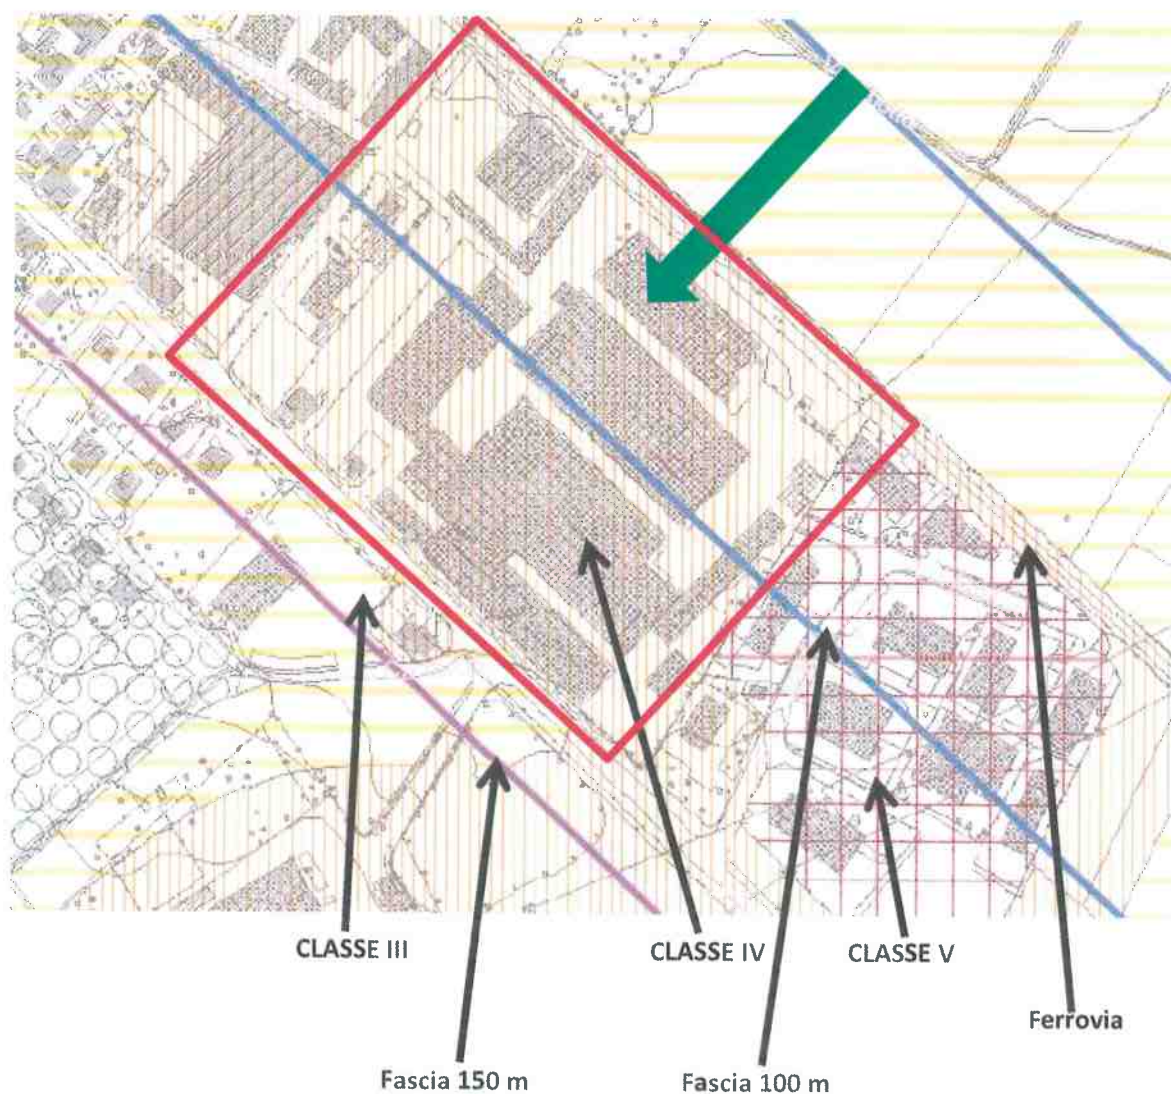 CLASSE III
CLASSE IV
CLASSE V
Ferrovia
Fascia 150 m
Fascia 100 m